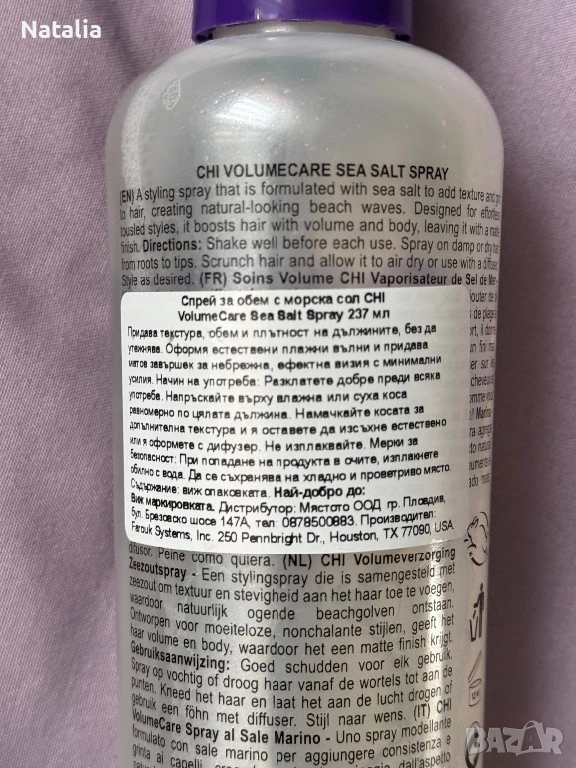 Natalia
CHI VOLUMECARE SEA SALT SPRAY
(EN) A styling spray that is formulated with sea salt to add texture and
to hair, creating natural-looking beach waves. Designed for effortless
tousled styles, it boosts hair with volume and body, leaving it with a matte
finish. Directions: Shake well before each use. Spray on damp or dry hair
from roots to tips. Scrunch hair and allow it to air dry or use with a
Style as desired. (FR) Soins Volume CHI Vaporisateur de Sel de Mer
Спрей за обем с морска сол CHI
VolumeCare Sea Salt Spray 237 мл
Придава текстура, обем и плътност на дължините, без да
утежнява. Оформя естествени плажни вълни и придава
матов завършек за небрежна, ефектна визия с минимални
усилия. Начин на употреба: Разклатете добре преди всяка
употреба. Напръскайте върху влажна или суха коса
равномерно по цялата дължина. Намачкайте косата за
допълнителна текстура и я оставете да изсъхне естествено
или я оформете с дифузер. Не изплаквайте. Мерки за
безопасност: При попадане на продукта в очите, изплакнете
обилно с вода. Да се съхранява на хладно и проветриво място.
Съдържание: виж опаковката. Най-добро до:
Виж маркировката. Дистрибутор: Мястото ООД гр. Пловдив,
бул. Брезовско шосе 147А, тел: 0878500883. Производител:
Farouk Systems, Inc. 250 Pennbright Dr., Houston, TX 77090, USA
difusor. Peine como quiera. (NL) CHI Volumeverzorging
Zeezoutspray - Een stylingspray die is samengesteld met
zeezout om textuur en stevigheid aan het haar toe te voegen,
waardoor natuurlijk ogende beachgolven ontstaan.
Ontworpen voor moeiteloze, nonchalante stijlen, geeft het
haar volume en body, waardoor het een matte finish krijgt.
Gebruiksaanwijzing: Goed schudden voor elk gebruik.
Spray op vochtig of droog haar vanaf de wortels tot aan de
punten. Kneed het haar en laat het aan de lucht drogen of
een föhn met diffuser. Stijl naar wens. (IT) CHI
VolumeCare Spray al Sale Marino - Uno spray modellante
formulato con sale marino per aggiungere consistenza e
BAZAR